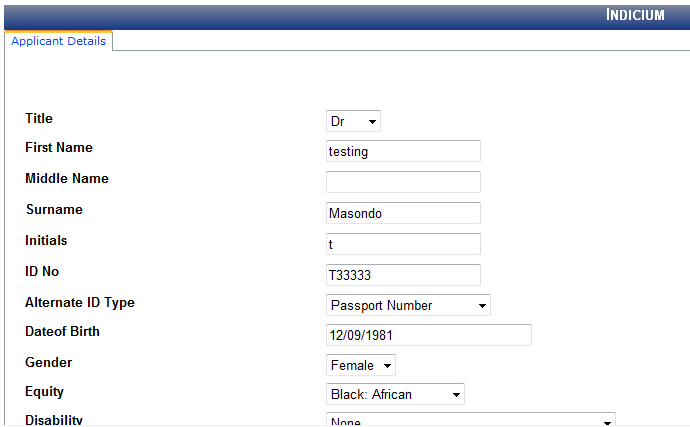 INDICIUM
Applicant Details
Title Dr
First Name testing
Middle Name
Surname Masondo
Initials t
ID No T33333
Alternate ID Type Passport Number
Dateof Birth 12/09/1981
Gender Female
Equity Black: African
Disability None